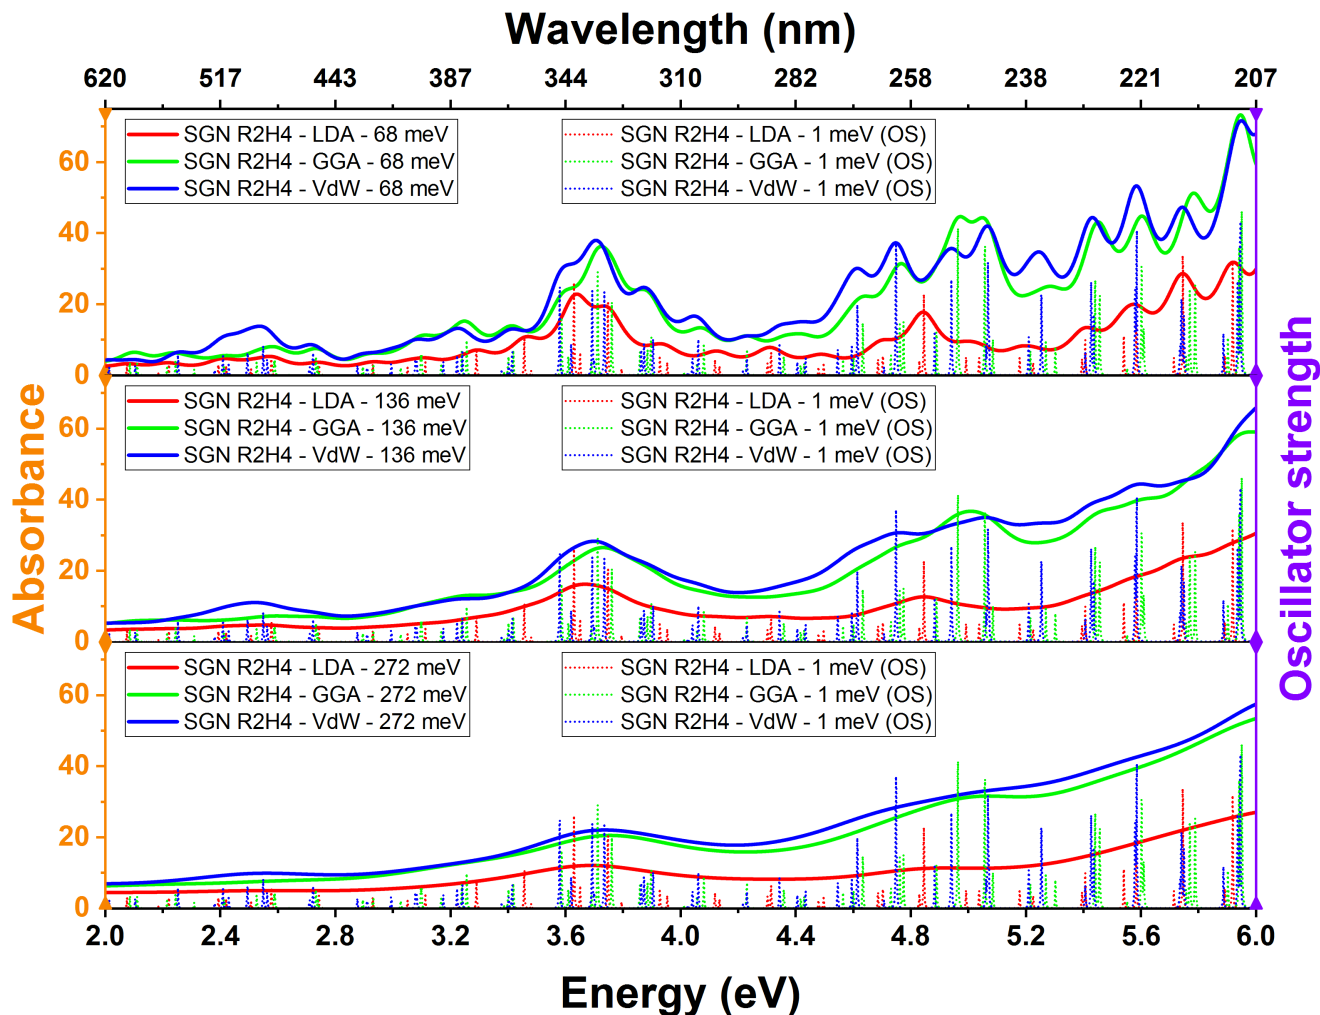 Wavelength (nm)
620 517 443 387 344 310 282 258 238 221 207
SGN R2H4 - LDA - 68 meV
SGN R2H4 - GGA - 68 meV
SGN R2H4 - VdW - 68 meV
SGN R2H4 - LDA - 1 meV (OS)
SGN R2H4 - GGA - 1 meV (OS)
SGN R2H4 - VdW - 1 meV (OS)
60
40
20
0
SGN R2H4 - LDA - 136 meV
SGN R2H4 - GGA - 136 meV
SGN R2H4 - VdW - 136 meV
SGN R2H4 - LDA - 1 meV (OS)
SGN R2H4 - GGA - 1 meV (OS)
SGN R2H4 - VdW - 1 meV (OS)
60
40
20
0
SGN R2H4 - LDA - 272 meV
SGN R2H4 - GGA - 272 meV
SGN R2H4 - VdW - 272 meV
SGN R2H4 - LDA - 1 meV (OS)
SGN R2H4 - GGA - 1 meV (OS)
SGN R2H4 - VdW - 1 meV (OS)
60
40
20
0
Absorbance
Oscillator strength
2.0 2.4 2.8 3.2 3.6 4.0 4.4 4.8 5.2 5.6 6.0
Energy (eV)